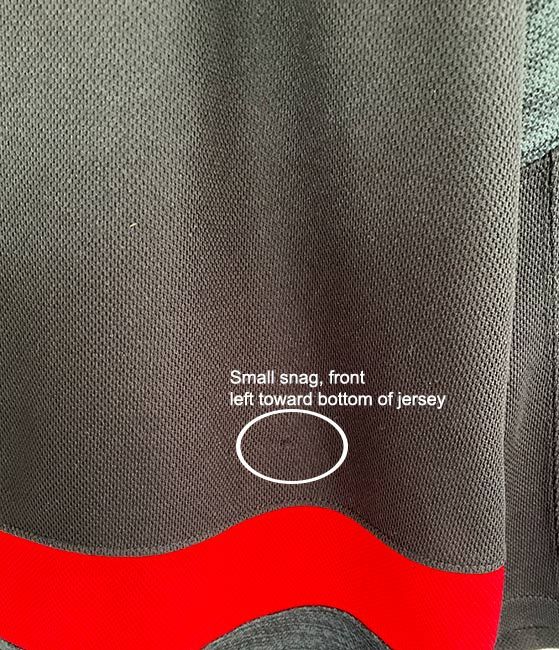 Small snag, front
left toward bottom of jersey